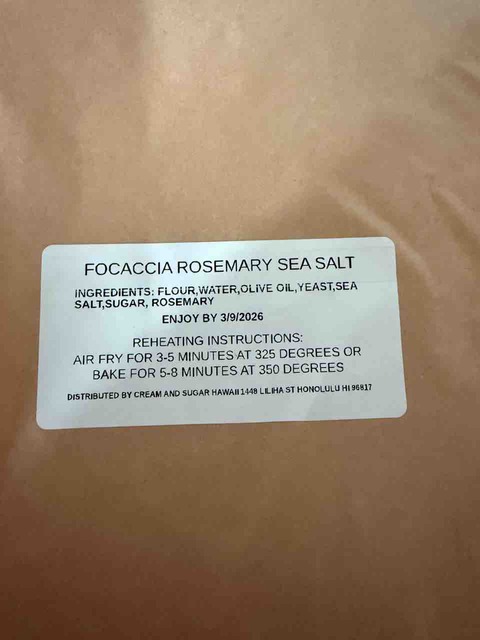 FOCACCIA ROSEMARY SEA SALT
INGREDIENTS: FLOUR,WATER,OLIVE OIL,YEAST,SEA
SALT,SUGAR, ROSEMARY
ENJOY BY 3/9/2026
REHEATING INSTRUCTIONS:
AIR FRY FOR 3-5 MINUTES AT 325 DEGREES OR
BAKE FOR 5-8 MINUTES AT 350 DEGREES
DISTRIBUTED BY CREAM AND SUGAR HAWAII 1448 LILIHA ST HONOLULU HI 96817